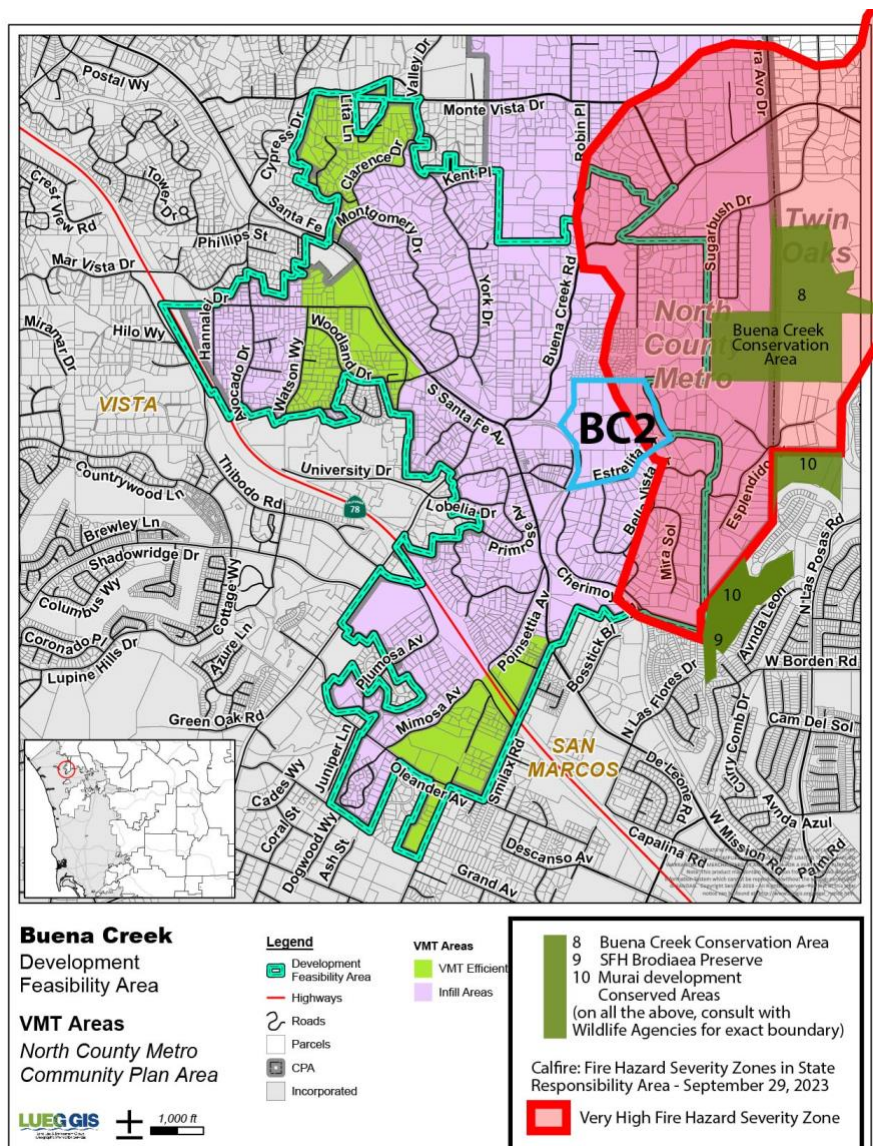 Postal Wy
Cypress Dr
Lita Ln
Valley Dr
Monte Vista Dr
Robin Pl
ra Avo Dr
Crest View Rd
Tower Dr
Clarence Dr
Kent Pl
Santa Fe
Montgomery Dr
Phillips St
Sugarbush Dr
Twin
Oaks
Mar Vista Dr
York Dr
Buena Creek Rd
8
Hannalei Dr
Hilo Wy
Miramar Dr
North
County
Metro
Buena Creek
Conservation
Area
Woodland Dr
Watson Wy
Avocado Dr
VISTA
S Santa Fe Av
BC2
Estrelita
University Dr
Countrywood Ln
Thibodo Rd
78
Lobelia Dr
Bella Vista
Esplendido
10
Brewley Ln
Shadowridge Dr
Primrose Av
Mira Sol
N Las Posas Rd
Columbus Wy
Cottage Wy
Cherimoy
10
Coronado Pl
Azure Ln
Poinsettia Av
Avnda Leon
9
Lupine Hills Dr
Plumosa Av
Bosstick Bl
W Borden Rd
Green Oak Rd
Mimosa Av
N Las Flores Dr
Cam Del Sol
Juniper Ln
SAN
MARCOS
Curry Comb Dr
Oleander Av
Smilax Rd
De Leone Rd
Cades Wy
Coral St
Avnda Azul
Dogwood Wy
Ash St
Capalina Rd
W Mission Rd
Palm Rd
Descanso Av
Grand Av
Buena Creek
Development
Feasibility Area
VMT Areas
North County Metro
Community Plan Area
LUEG GIS
1,000 ft
Legend
Development
Feasibility Area
Highways
Roads
Parcels
CPA
Incorporated
VMT Areas
VMT Efficient
Infill Areas
8 Buena Creek Conservation Area
9 SFH Brodiaea Preserve
10 Murai development
Conserved Areas
(on all the above, consult with
Wildlife Agencies for exact boundary)
Calfire: Fire Hazard Severity Zones in State
Responsibility Area - September 29, 2023
Very High Fire Hazard Severity Zone